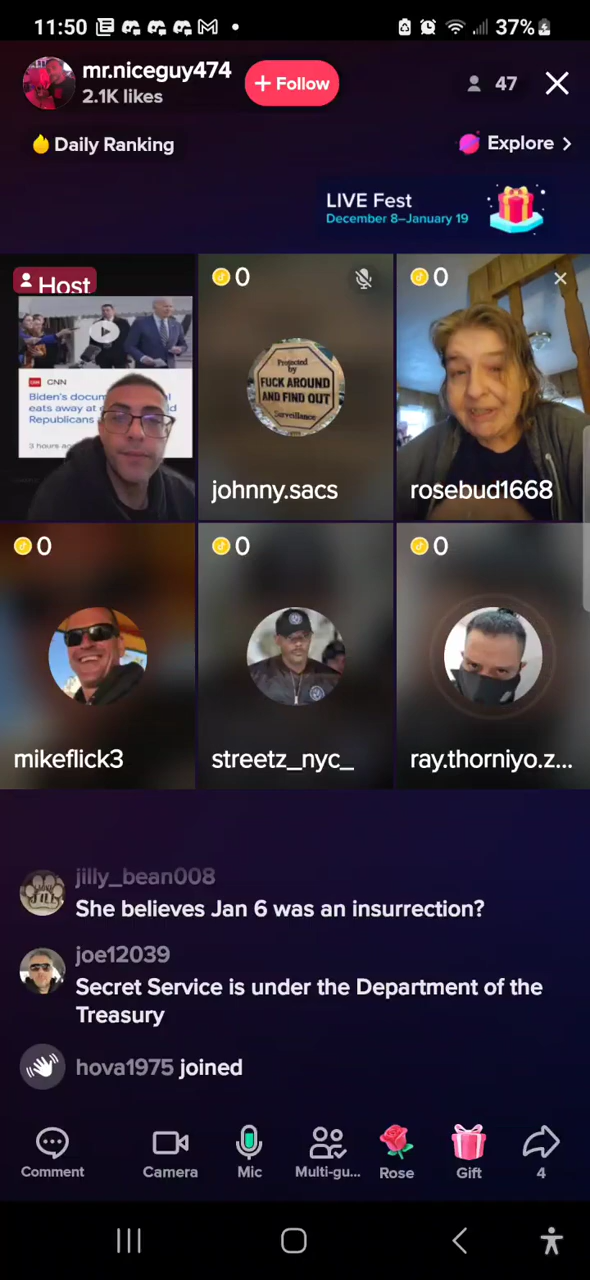 11:50
37%
mr.niceguy474
2.1K likes
+ Follow
47
Daily Ranking
Explore >
LIVE Fest
December 8–January 19
Host
0
0
CNN
CNN
Biden's docum
eats away at
Republicans
3 hours ago
Protected
by
FUCK AROUND
AND FIND OUT
Surveillance
johnny.sacs
rosebud1668
0
0
0
mikeflick3
streetz_nyc_
ray.thorniyo.z...
jilly_bean008
She believes Jan 6 was an insurrection?
joe12039
Secret Service is under the Department of the
Treasury
hova1975 joined
Comment
Camera
Mic
Multi-gu...
Rose
Gift
4